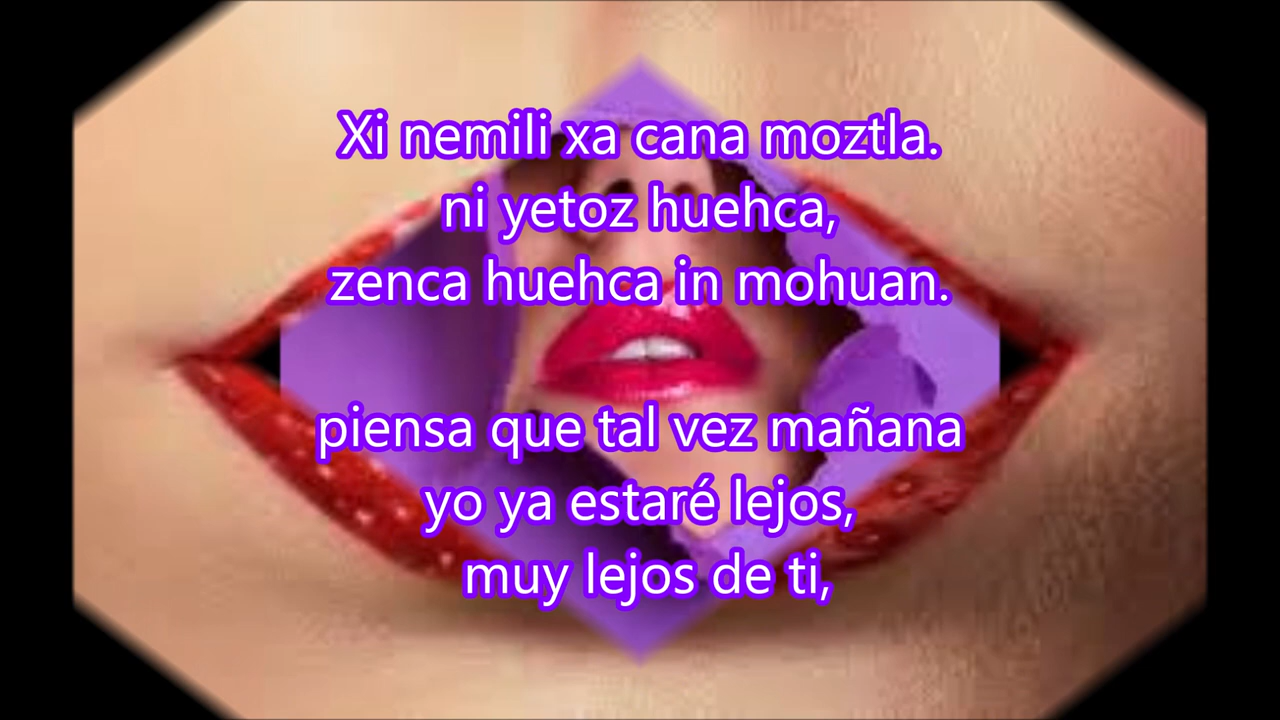 Xi nemili xa cana moztla.
ni yetoz huehca,
zenca huehca in mohuan.
piensa que tal vez mañana
yo ya estaré lejos,
muy lejos de ti,